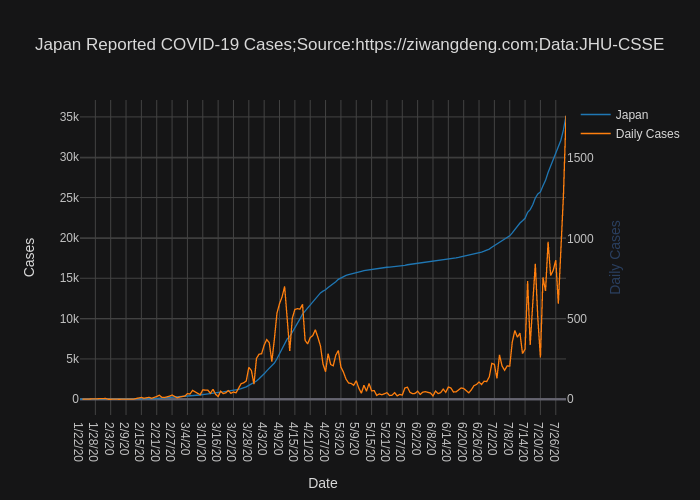 Japan Reported COVID-19 Cases;Source:https://ziwangdeng.com;Data:JHU-CSSE
Japan
Daily Cases
35k
30k
25k
20k
15k
10k
5k
0
Cases
1500
1000
500
0
Daily Cases
1/22/20
1/28/20
2/3/20
2/9/20
2/15/20
2/21/20
2/27/20
3/4/20
3/10/20
3/16/20
3/22/20
3/28/20
4/3/20
4/9/20
4/15/20
4/21/20
4/27/20
5/3/20
5/9/20
5/15/20
5/21/20
5/27/20
6/2/20
6/8/20
6/14/20
6/20/20
6/26/20
7/2/20
7/8/20
7/14/20
7/20/20
7/26/20
Date